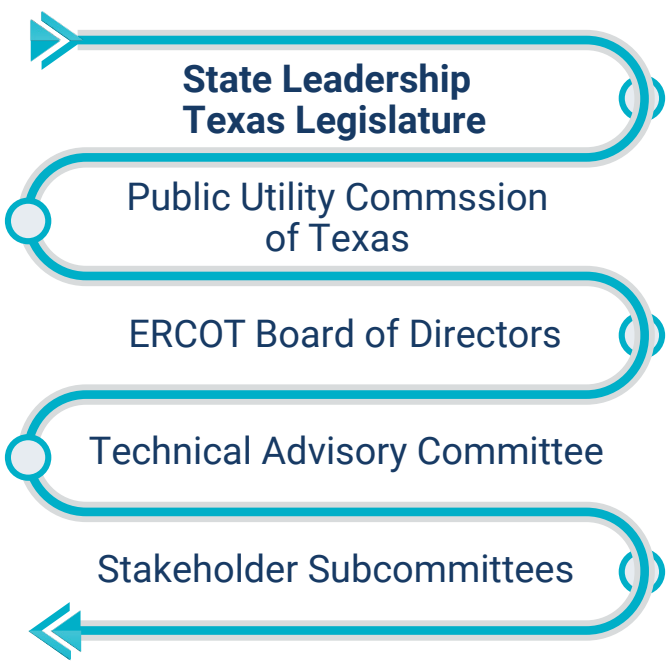 State Leadership
Texas Legislature
Public Utility Commssion
of Texas
ERCOT Board of Directors
Technical Advisory Committee
Stakeholder Subcommittees